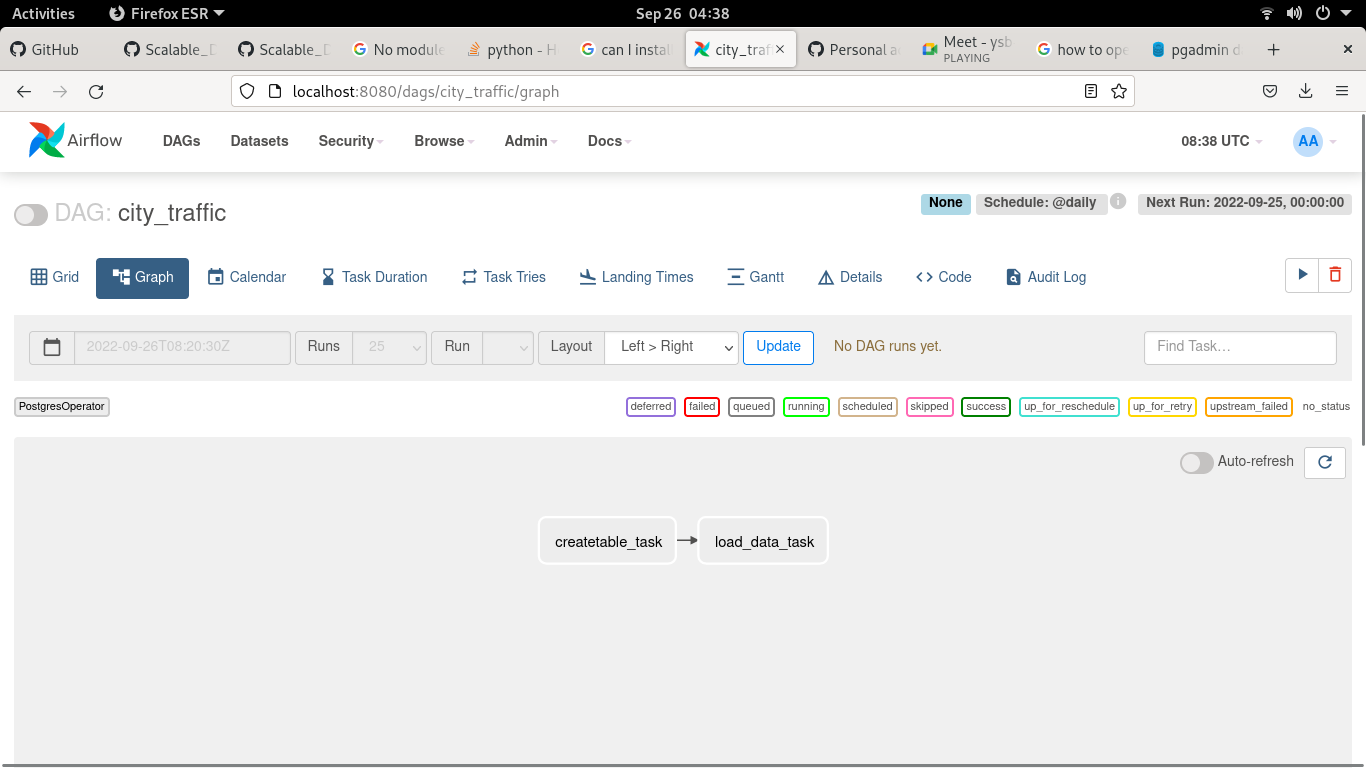 Activities Firefox ESR Sep 26 04:38
GitHub Scalable_D Scalable_D No module python - H can I instal city_traff Personal a Meet - ysb pgadmin d
PLAYING how to ope
localhost:8080/dags/city_traffic/graph
Airflow DAGs Datasets Security Browse Admin Docs 08:38 UTC AA
DAG: city_traffic None Schedule: @daily Next Run: 2022-09-25, 00:00:00
Grid Graph Calendar Task Duration Task Tries Landing Times Gantt Details Code Audit Log
2022-09-26T08:20:30Z Runs 25 Run Layout Left > Right Update No DAG runs yet. Find Task…
PostgresOperator deferred failed queued running scheduled skipped success up_for_reschedule up_for_retry upstream_failed no_status
Auto-refresh
createtable_task load_data_task